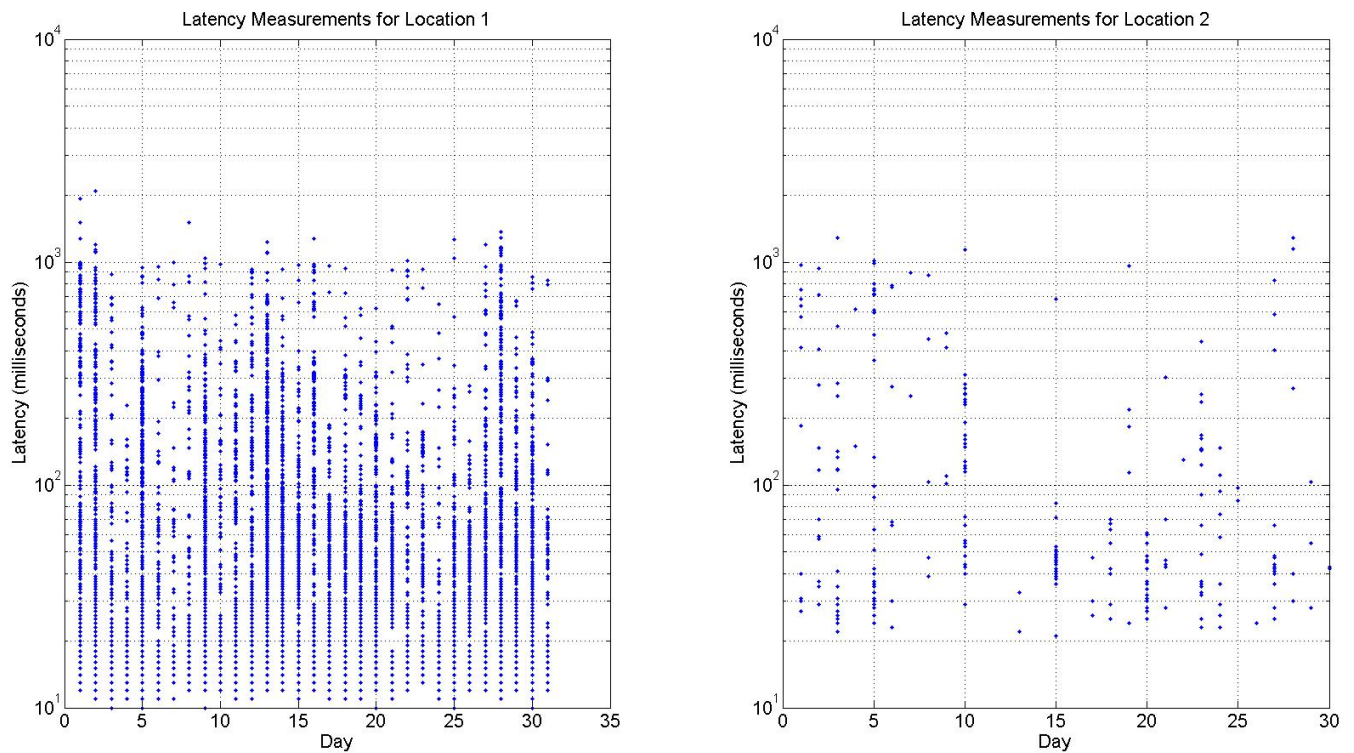 Latency Measurements for Location 1
10^4
10^3
10^2
10^1
Latency (milliseconds)
0 5 10 15 20 25 30 35
Day
Latency Measurements for Location 2
10^4
10^3
10^2
10^1
Latency (milliseconds)
0 5 10 15 20 25 30
Day